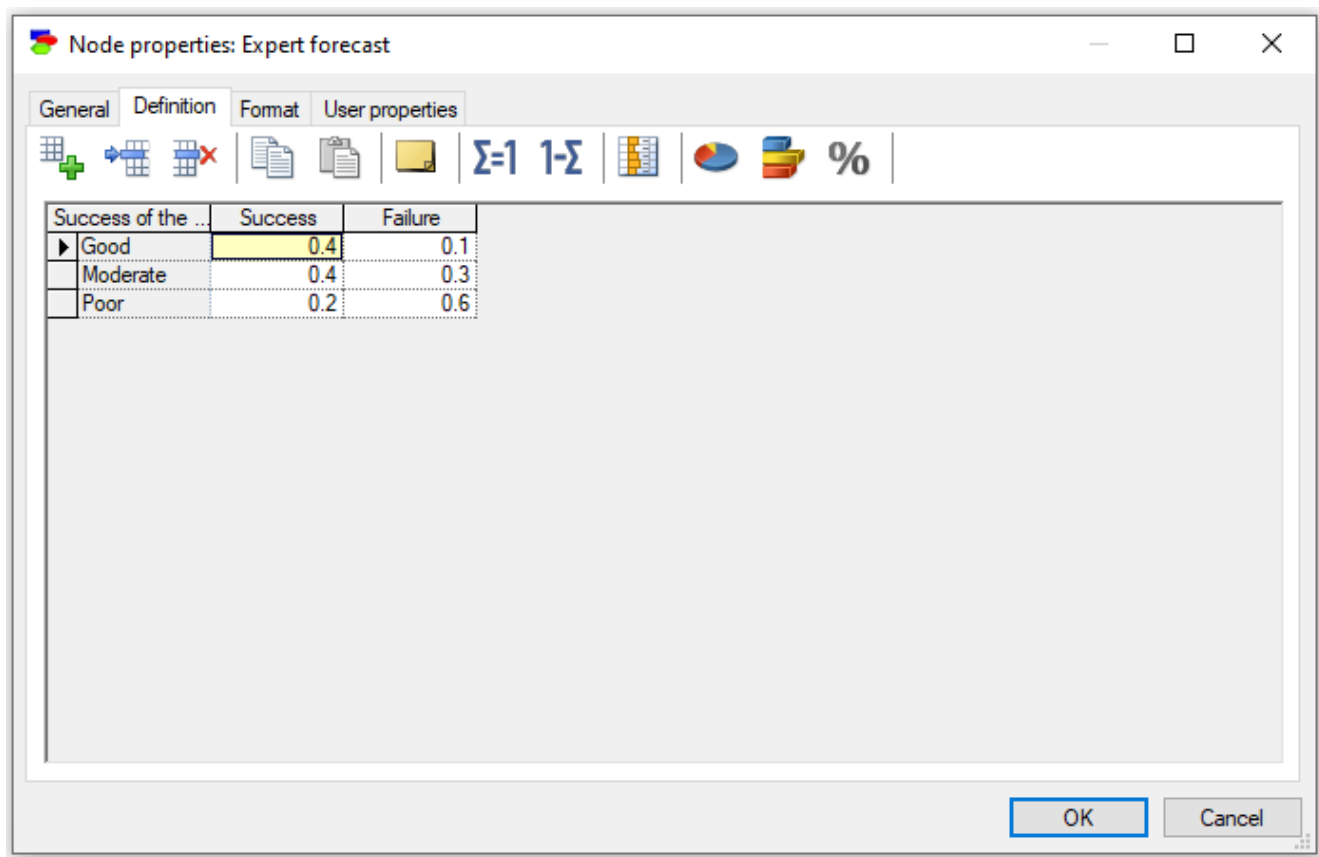 Node properties: Expert forecast
General Definition Format User properties
Σ=1 1-Σ %
Success of the ... Success Failure
Good 0.4 0.1
Moderate 0.4 0.3
Poor 0.2 0.6
OK Cancel